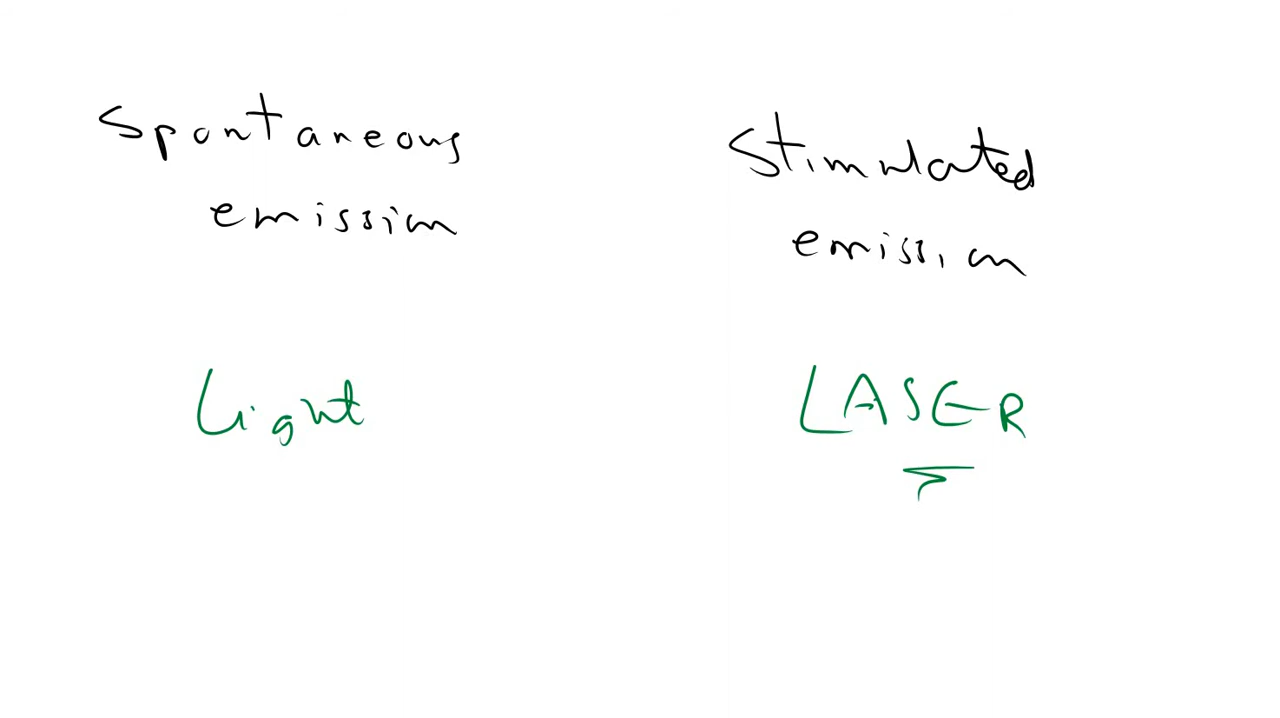 Spontaneous
emission
Stimulated
emission
Light
LASER